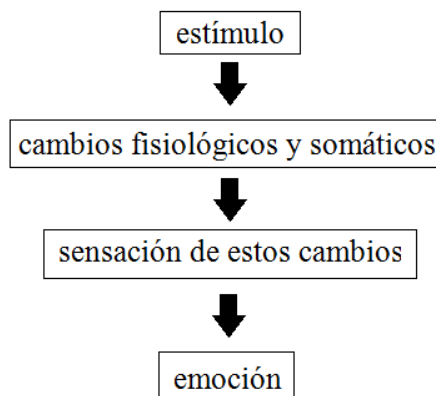 estímulo
cambios fisiológicos y somáticos
sensación de estos cambios
emoción